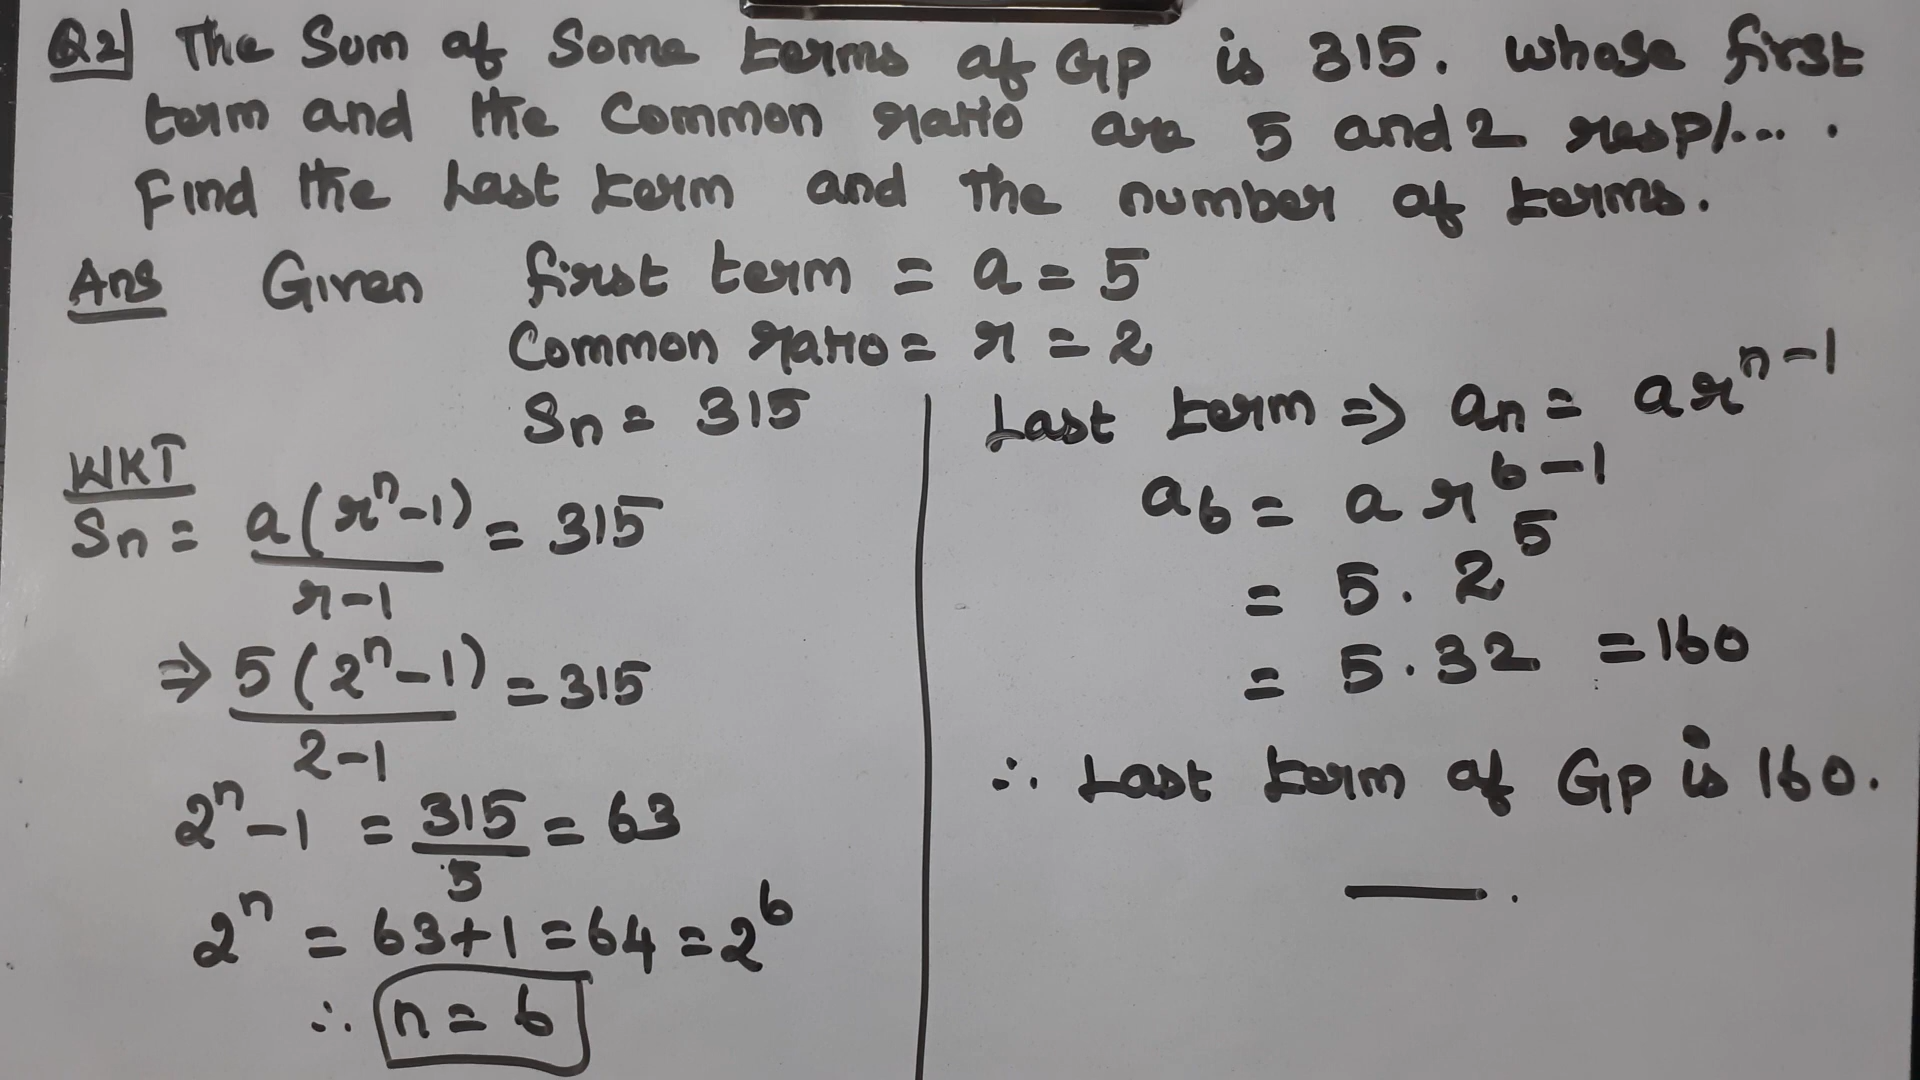 Q2 The Sum of Some terms of GP is 315. whose first
term and the Common ratio are 5 and 2 resp/... .
Find the Last term and The number of terms.
Ans Given first term = a = 5
Common ratio = r = 2
Sn = 315
WKT
Sn = a(r^n-1)/r-1 = 315
⇒ 5(2^n-1)/2-1 = 315
2^n-1 = 315/5 = 63
2^n = 63+1 = 64 = 2^6
∴ n = 6
Last term ⇒ an = ar^n-1
a6 = ar^6-1
= 5.2^5
= 5.32 = 160
∴ Last term of GP is 160.